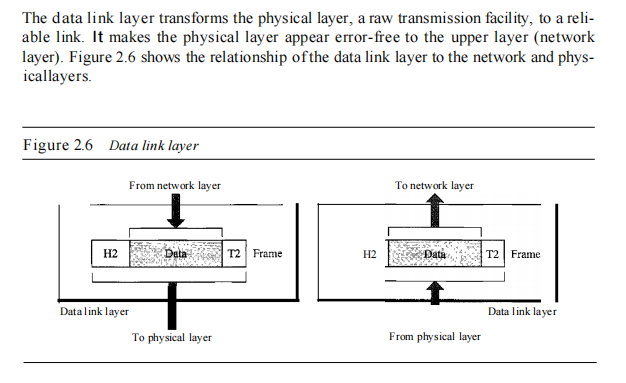 The data link layer transforms the physical layer, a raw transmission facility, to a reli-
able link. It makes the physical layer appear error-free to the upper layer (network
layer). Figure 2.6 shows the relationship of the data link layer to the network and phys-
icallayers.
Figure 2.6 Data link layer
From network layer
H2 Data T2 Frame
Data link layer
To physical layer
To network layer
H2 Data T2 Frame
Data link layer
From physical layer